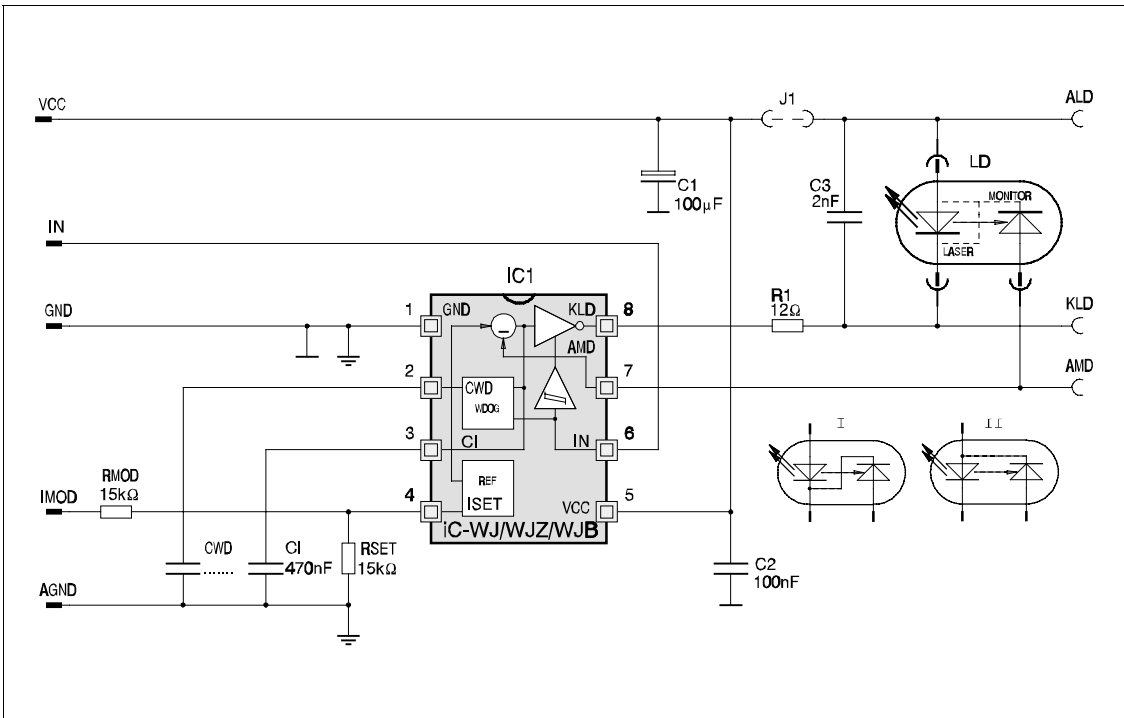 VCC
J1
ALD
LD
C1
100µF
C3
2nF
MONITOR
LASER
IN
IC1
GND
1
GND
KLD
8
R1
12Ω
KLD
AMD
2
CWD
WDOG
7
AMD
3
CI
IN
6
I
II
RMOD
15kΩ
IMOD
4
REF
ISET
VCC
5
iC-WJ/WJZ/WJB
CWD
.......
CI
470nF
RSET
15kΩ
C2
100nF
AGND